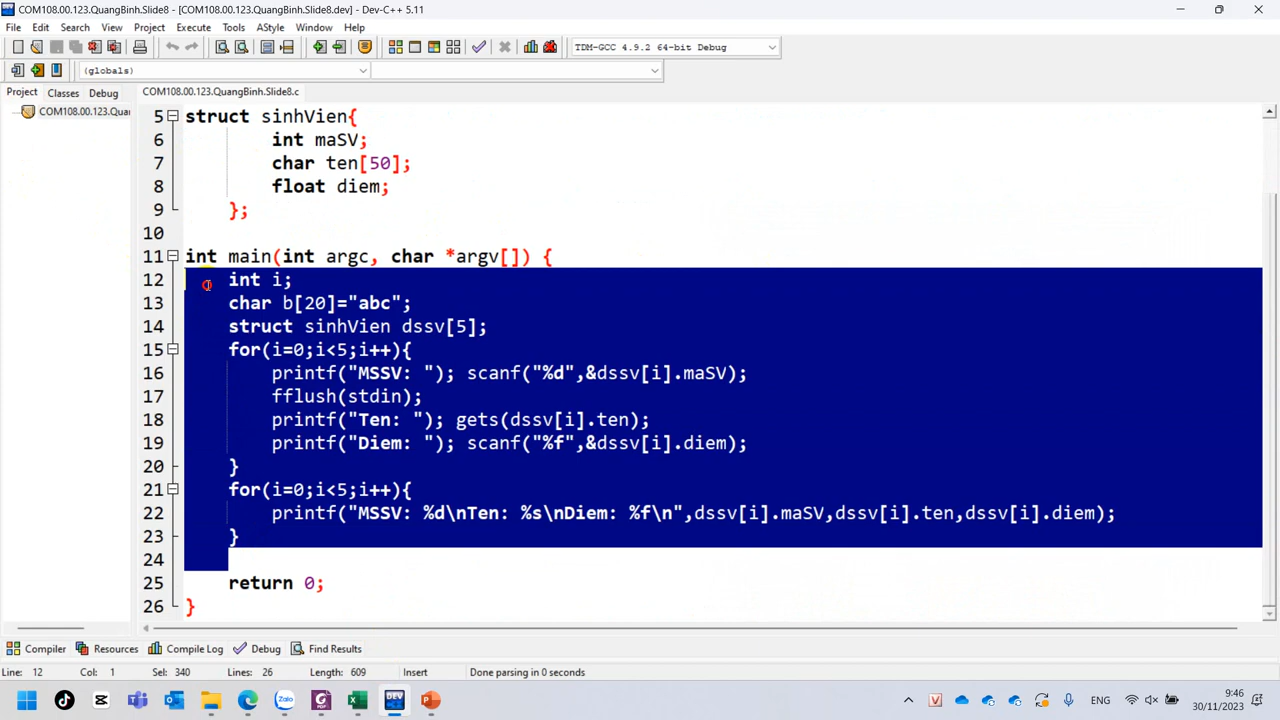 COM108.00.123.QuangBinh.Slide8 - [COM108.00.123.QuangBinh.Slide8.dev] - Dev-C++ 5.11
File Edit Search View Project Execute Tools AStyle Window Help
TDM-GCC 4.9.2 64-bit Debug
(globals)
Project Classes Debug
COM108.00.123.QuangBinh.Slide8.c
COM108.00.123.Qua
5 struct sinhVien{
6 int maSV;
7 char ten[50];
8 float diem;
9 };
10
11 int main(int argc, char *argv[]) {
12 int i;
13 char b[20]="abc";
14 struct sinhVien dssv[5];
15 for(i=0;i<5;i++){
16 printf("MSSV: "); scanf("%d",&dssv[i].maSV);
17 fflush(stdin);
18 printf("Ten: "); gets(dssv[i].ten);
19 printf("Diem: "); scanf("%f",&dssv[i].diem);
20 }
21 for(i=0;i<5;i++){
22 printf("MSSV: %d\nTen: %s\nDiem: %f\n",dssv[i].maSV,dssv[i].ten,dssv[i].diem);
23 }
24
25 return 0;
26 }
Compiler Resources Compile Log Debug Find Results
Line: 12 Col: 1 Sel: 340 Lines: 26 Length: 609 Insert Done parsing in 0 seconds
Zalo DEV V ENG 9:46
30/11/2023